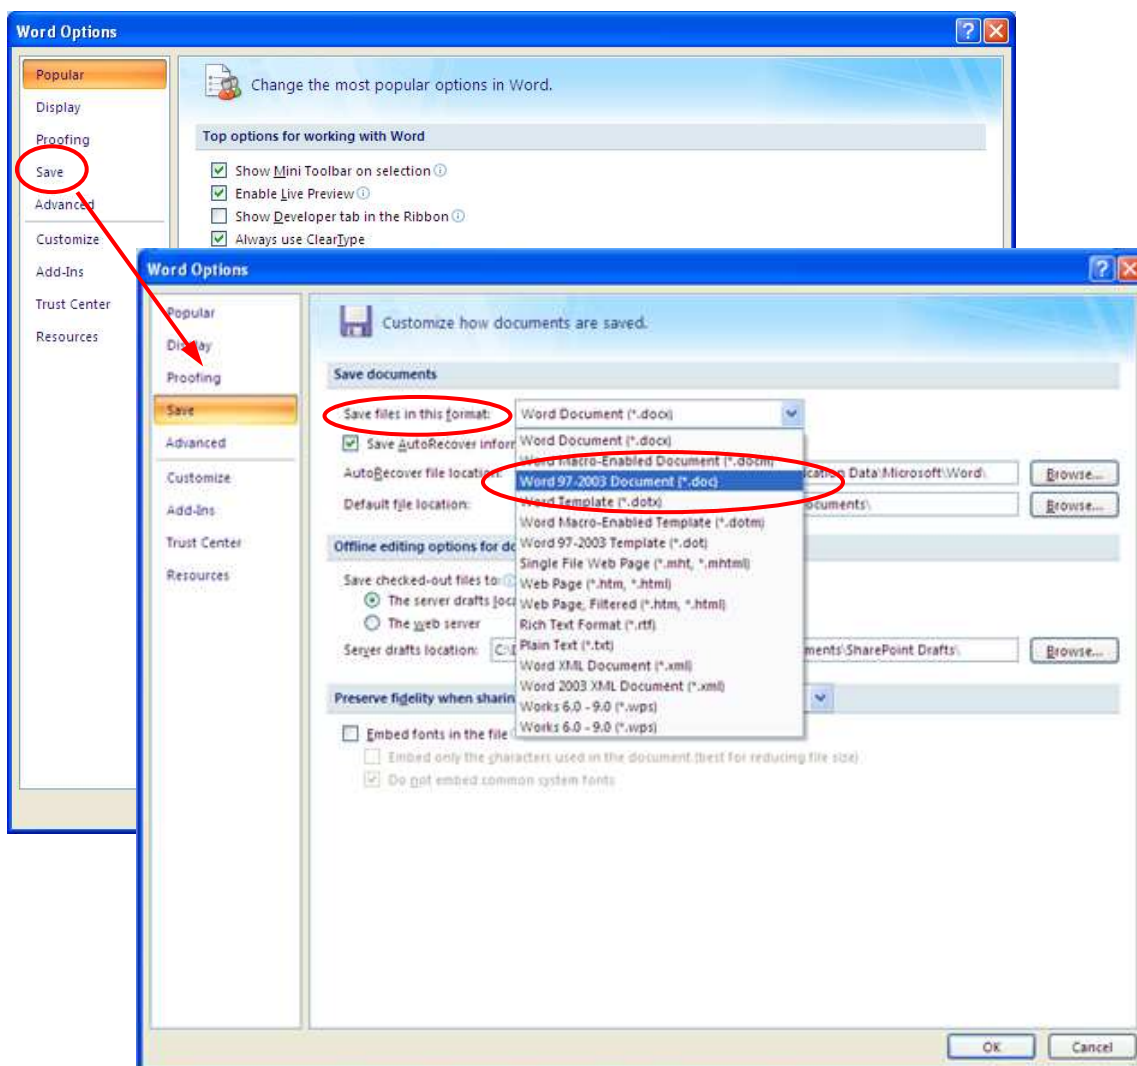 Word Options
Popular
Display
Proofing
Save
Advanced
Customize
Add-Ins
Trust Center
Resources
Change the most popular options in Word.
Top options for working with Word
Show Mini Toolbar on selection
Enable Live Preview
Show Developer tab in the Ribbon
Always use ClearType
Word Options
Popular
Display
Proofing
Save
Advanced
Customize
Add-Ins
Trust Center
Resources
Customize how documents are saved.
Save documents
Save files in this format: Word Document (*.docx)
Save AutoRecover inform
AutoRecover file location: ication Data\Microsoft\Word\ Browse...
Default file location: ocuments\ Browse...
Word Document (*.docx)
Word Macro-Enabled Document (*.docm)
Word 97-2003 Document (*.doc)
Word Template (*.dotx)
Word Macro-Enabled Template (*.dotm)
Word 97-2003 Template (*.dot)
Single File Web Page (*.mht, *.mhtml)
Web Page (*.htm, *.html)
Web Page, Filtered (*.htm, *.html)
Rich Text Format (*.rtf)
Plain Text (*.txt)
Word XML Document (*.xml)
Word 2003 XML Document (*.xml)
Works 6.0 - 9.0 (*.wps)
Works 6.0 - 9.0 (*.wps)
Offline editing options for do
Save checked-out files to:
The server drafts loca
The web server
Server drafts location: C:\ ments\SharePoint Drafts\ Browse...
Preserve fidelity when sharin
Embed fonts in the file
Embed only the characters used in the document (best for reducing file size)
Do not embed common system fonts
OK Cancel